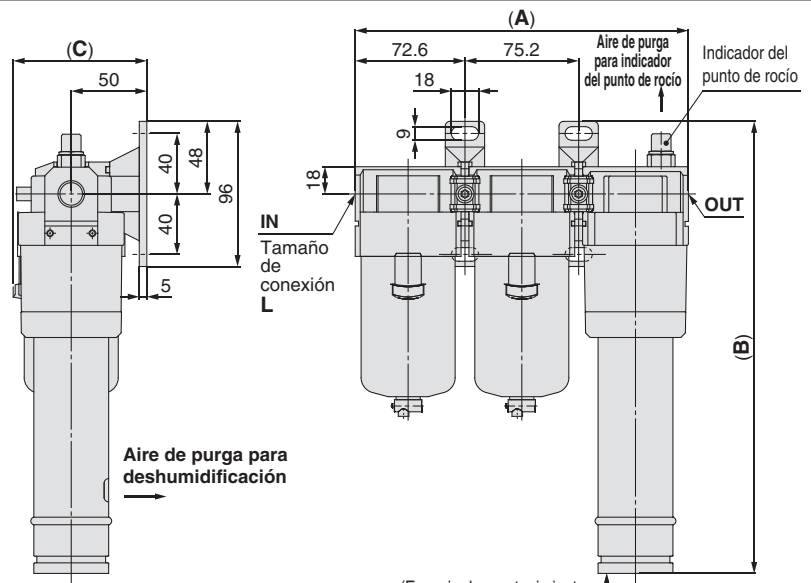 (C)
50
40
48
40
96
5
Aire de purga para
deshumidificación
(A)
72.6
75.2
18
9
18
Aire de purga
para indicador
del punto de rocío
Indicador del
punto de rocío
IN
Tamaño
de
conexión
L
OUT
(B)